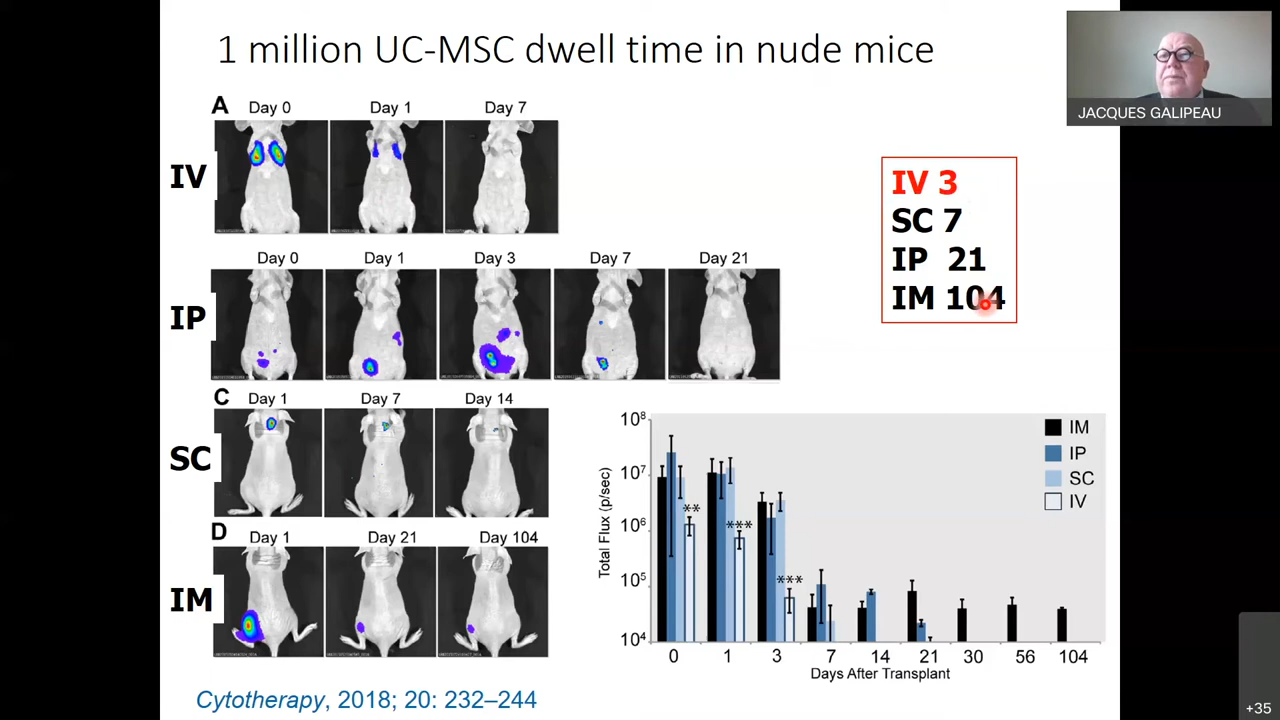 1 million UC-MSC dwell time in nude mice
JACQUES GALIPEAU
A
Day 0 Day 1 Day 7
IV
IV 3
SC 7
IP 21
IM 104
Day 0 Day 1 Day 3 Day 7 Day 21
IP
C
Day 1 Day 7 Day 14
SC
D
Day 1 Day 21 Day 104
IM
10⁸
10⁷
10⁶
10⁵
10⁴
Total Flux (p/sec)
IM
IP
SC
IV
**
***
***
0 1 3 7 14 21 30 56 104
Days After Transplant
Cytotherapy, 2018; 20: 232–244
+35